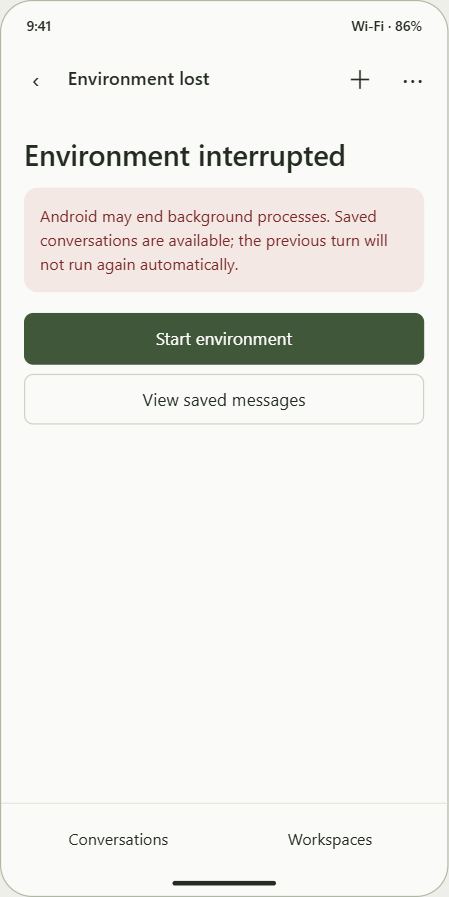 9:41 Wi-Fi · 86%
‹ Environment lost + ···
Environment interrupted
Android may end background processes. Saved
conversations are available; the previous turn will
not run again automatically.
Start environment
View saved messages
Conversations Workspaces